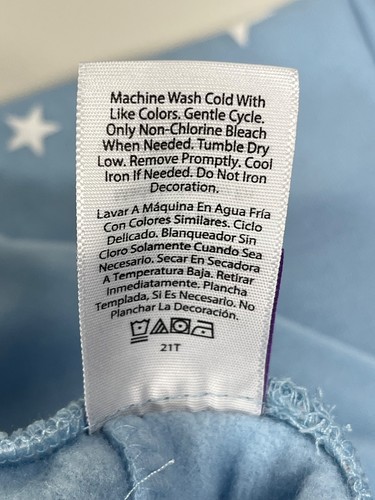 Machine Wash Cold With
Like Colors. Gentle Cycle.
Only Non-Chlorine Bleach
When Needed. Tumble Dry
Low. Remove Promptly. Cool
Iron If Needed. Do Not Iron
Decoration.
Lavar A Máquina En Agua Fría
Con Colores Similares. Ciclo
Delicado. Blanqueador Sin
Cloro Solamente Cuando Sea
Necesario. Secar En Secadora
A Temperatura Baja. Retirar
Inmediatamente. Plancha
Templada, Si Es Necesario. No
Planchar La Decoración.
21T